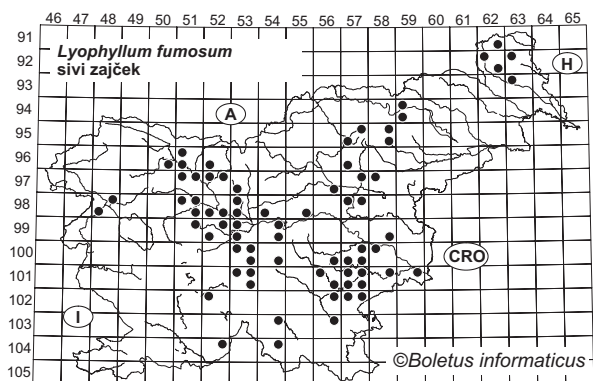 46 47 48 49 50 51 52 53 54 55 56 57 58 59 60 61 62 63 64 65
91
Lyophyllum fumosum
sivi zajček
92
H
93
94
A
95
96
97
98
99
100
CRO
101
102
I
103
104
©Boletus informaticus
105